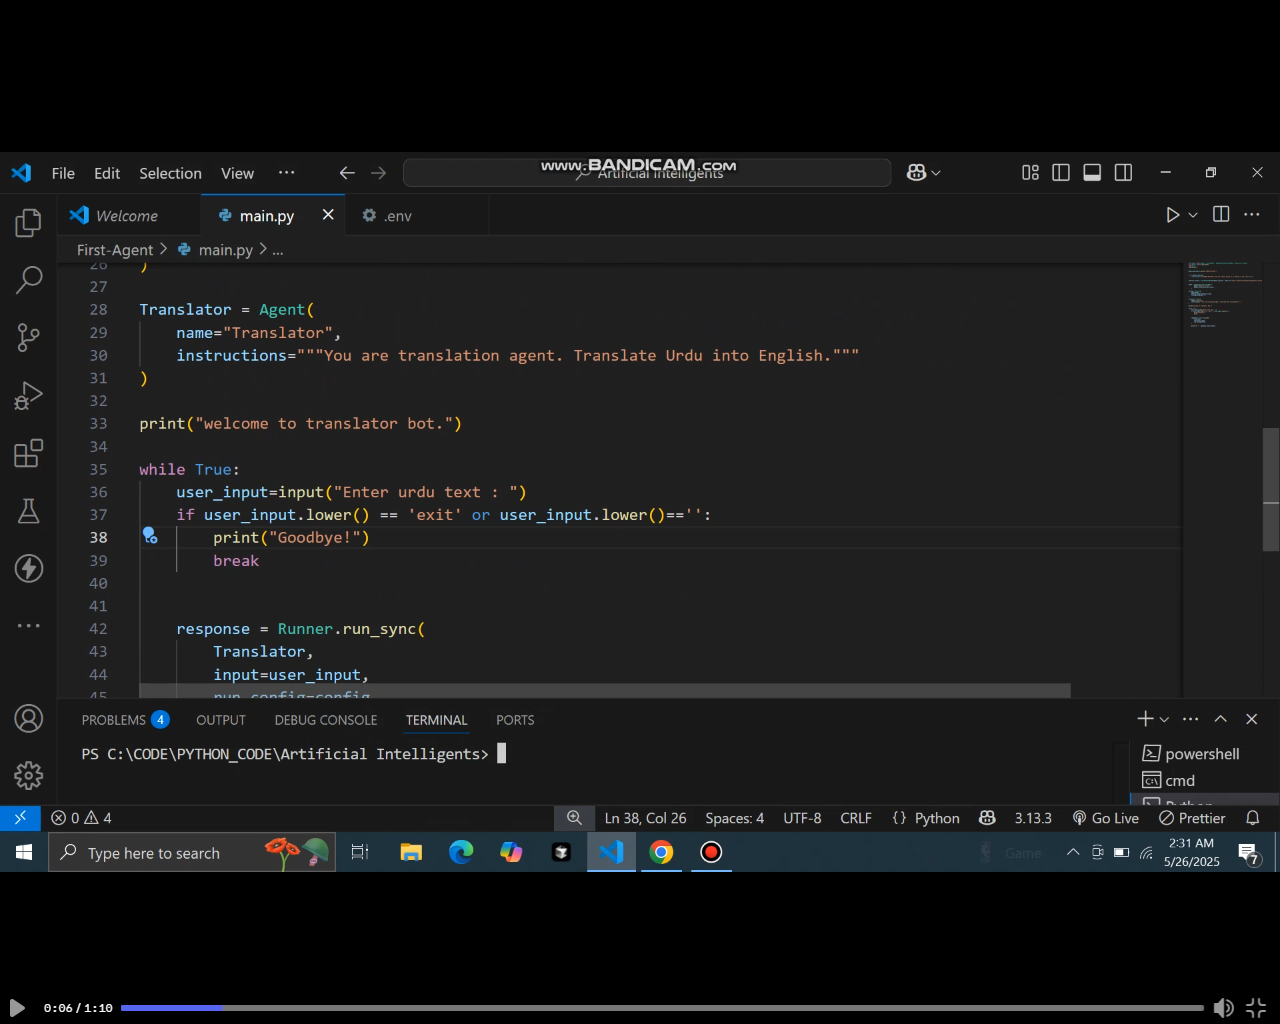 www.BANDICAM.com
File Edit Selection View ··· Artificial Intelligents
Welcome main.py .env
First-Agent > main.py > ...
26 )
27
28 Translator = Agent(
29 name="Translator",
30 instructions="""You are translation agent. Translate Urdu into English."""
31 )
32
33 print("welcome to translator bot.")
34
35 while True:
36 user_input=input("Enter urdu text : ")
37 if user_input.lower() == 'exit' or user_input.lower()=='':
38 print("Goodbye!")
39 break
40
41
42 response = Runner.run_sync(
43 Translator,
44 input=user_input,
45 run_config=config
PROBLEMS 4 OUTPUT DEBUG CONSOLE TERMINAL PORTS
PS C:\CODE\PYTHON_CODE\Artificial Intelligents>
powershell
cmd
Python
0 4 Ln 38, Col 26 Spaces: 4 UTF-8 CRLF {} Python 3.13.3 Go Live Prettier
Type here to search Game 2:31 AM
5/26/2025 7
0:06 / 1:10